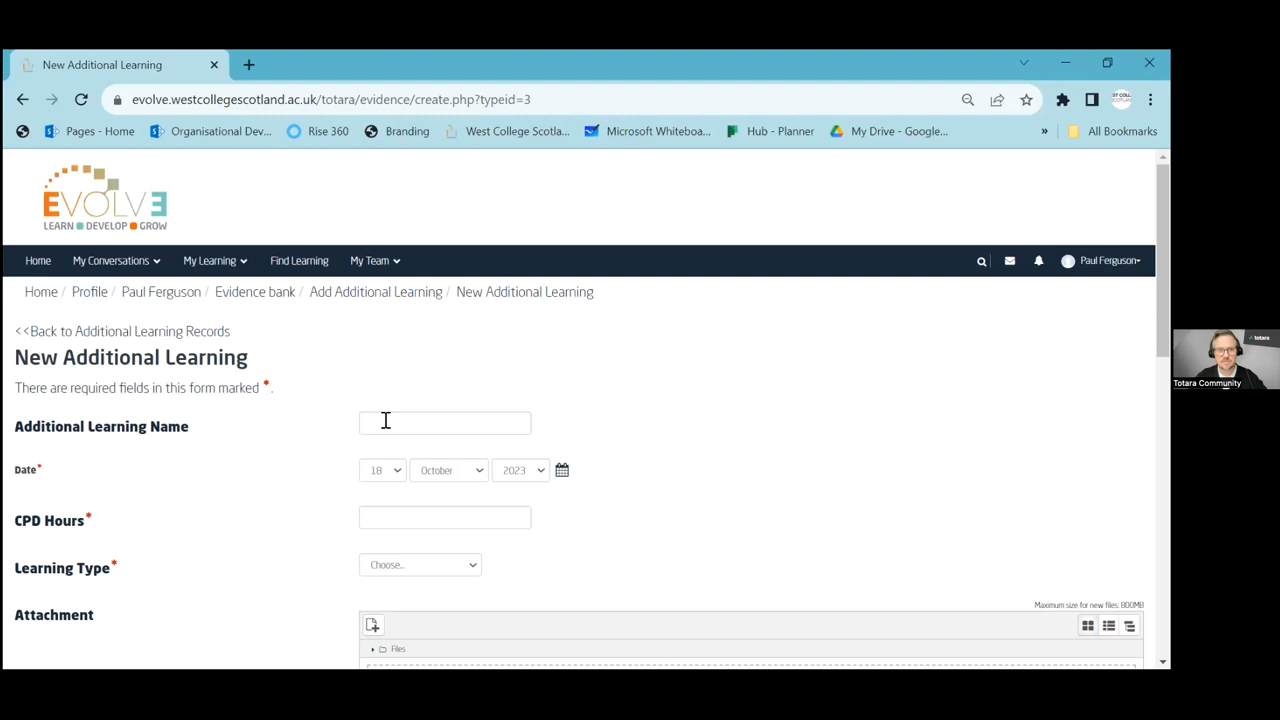 New Additional Learning
evolve.westcollegescotland.ac.uk/totara/evidence/create.php?typeid=3
Pages - Home
Organisational Dev...
Rise 360
Branding
West College Scotla...
Microsoft Whiteboa...
Hub - Planner
My Drive - Google...
»
All Bookmarks
EVOLVE
LEARN DEVELOP GROW
Home
My Conversations
My Learning
Find Learning
My Team
Paul Ferguson
Home / Profile / Paul Ferguson / Evidence bank / Add Additional Learning / New Additional Learning
<<Back to Additional Learning Records
New Additional Learning
There are required fields in this form marked *.
Additional Learning Name
Date*
18
October
2023
CPD Hours*
Learning Type*
Choose...
Attachment
Maximum size for new files: 800MB
Files
totara
Totara Community